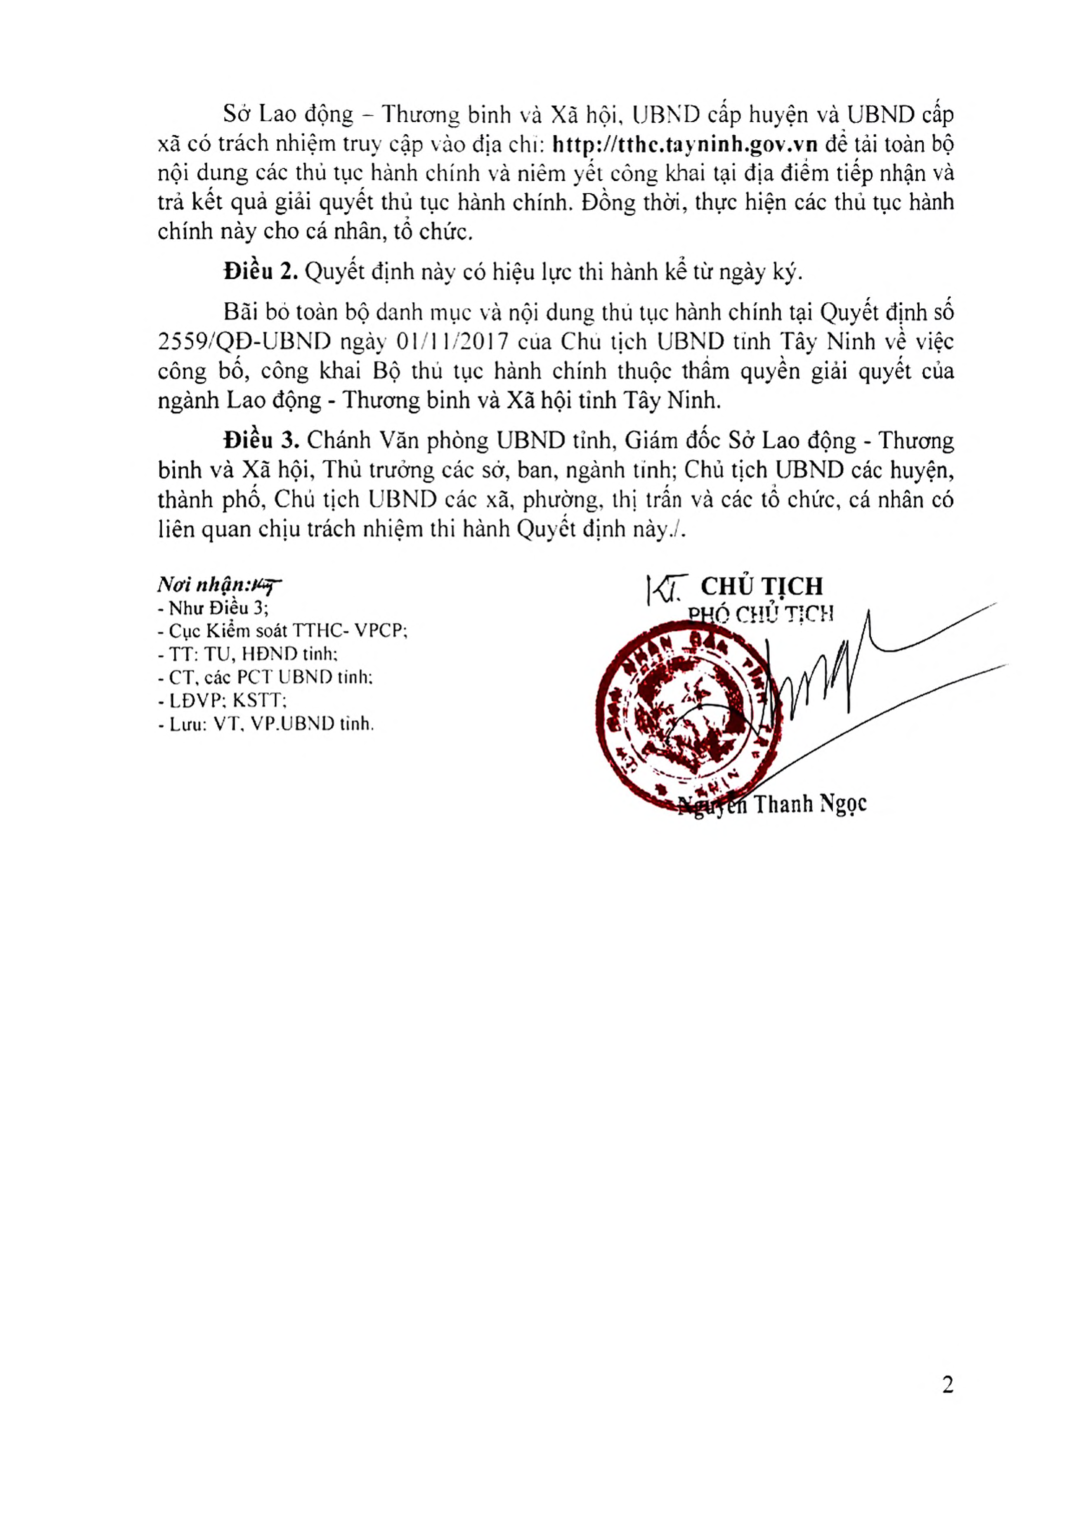 Sở Lao động – Thương binh và Xã hội, UBND cấp huyện và UBND cấp
xã có trách nhiệm truy cập vào địa chỉ: http://tthc.tayninh.gov.vn để tải toàn bộ
nội dung các thủ tục hành chính và niêm yết công khai tại địa điểm tiếp nhận và
trả kết quả giải quyết thủ tục hành chính. Đồng thời, thực hiện các thủ tục hành
chính này cho cá nhân, tổ chức.
Điều 2. Quyết định này có hiệu lực thi hành kể từ ngày ký.
Bãi bỏ toàn bộ danh mục và nội dung thủ tục hành chính tại Quyết định số
2559/QĐ-UBND ngày 01/11/2017 của Chủ tịch UBND tỉnh Tây Ninh về việc
công bố, công khai Bộ thủ tục hành chính thuộc thẩm quyền giải quyết của
ngành Lao động - Thương binh và Xã hội tỉnh Tây Ninh.
Điều 3. Chánh Văn phòng UBND tỉnh, Giám đốc Sở Lao động - Thương
binh và Xã hội, Thủ trưởng các sở, ban, ngành tỉnh; Chủ tịch UBND các huyện,
thành phố, Chủ tịch UBND các xã, phường, thị trấn và các tổ chức, cá nhân có
liên quan chịu trách nhiệm thi hành Quyết định này./.
Nơi nhận:
- Như Điều 3;
- Cục Kiểm soát TTHC- VPCP;
- TT: TU, HĐND tỉnh;
- CT, các PCT UBND tỉnh;
- LĐVP; KSTT;
- Lưu: VT, VP.UBND tỉnh.
KT. CHỦ TỊCH
PHÓ CHỦ TỊCH
NHÂN DÂN TỈNH TÂY NINH
Nguyễn Thanh Ngọc
2